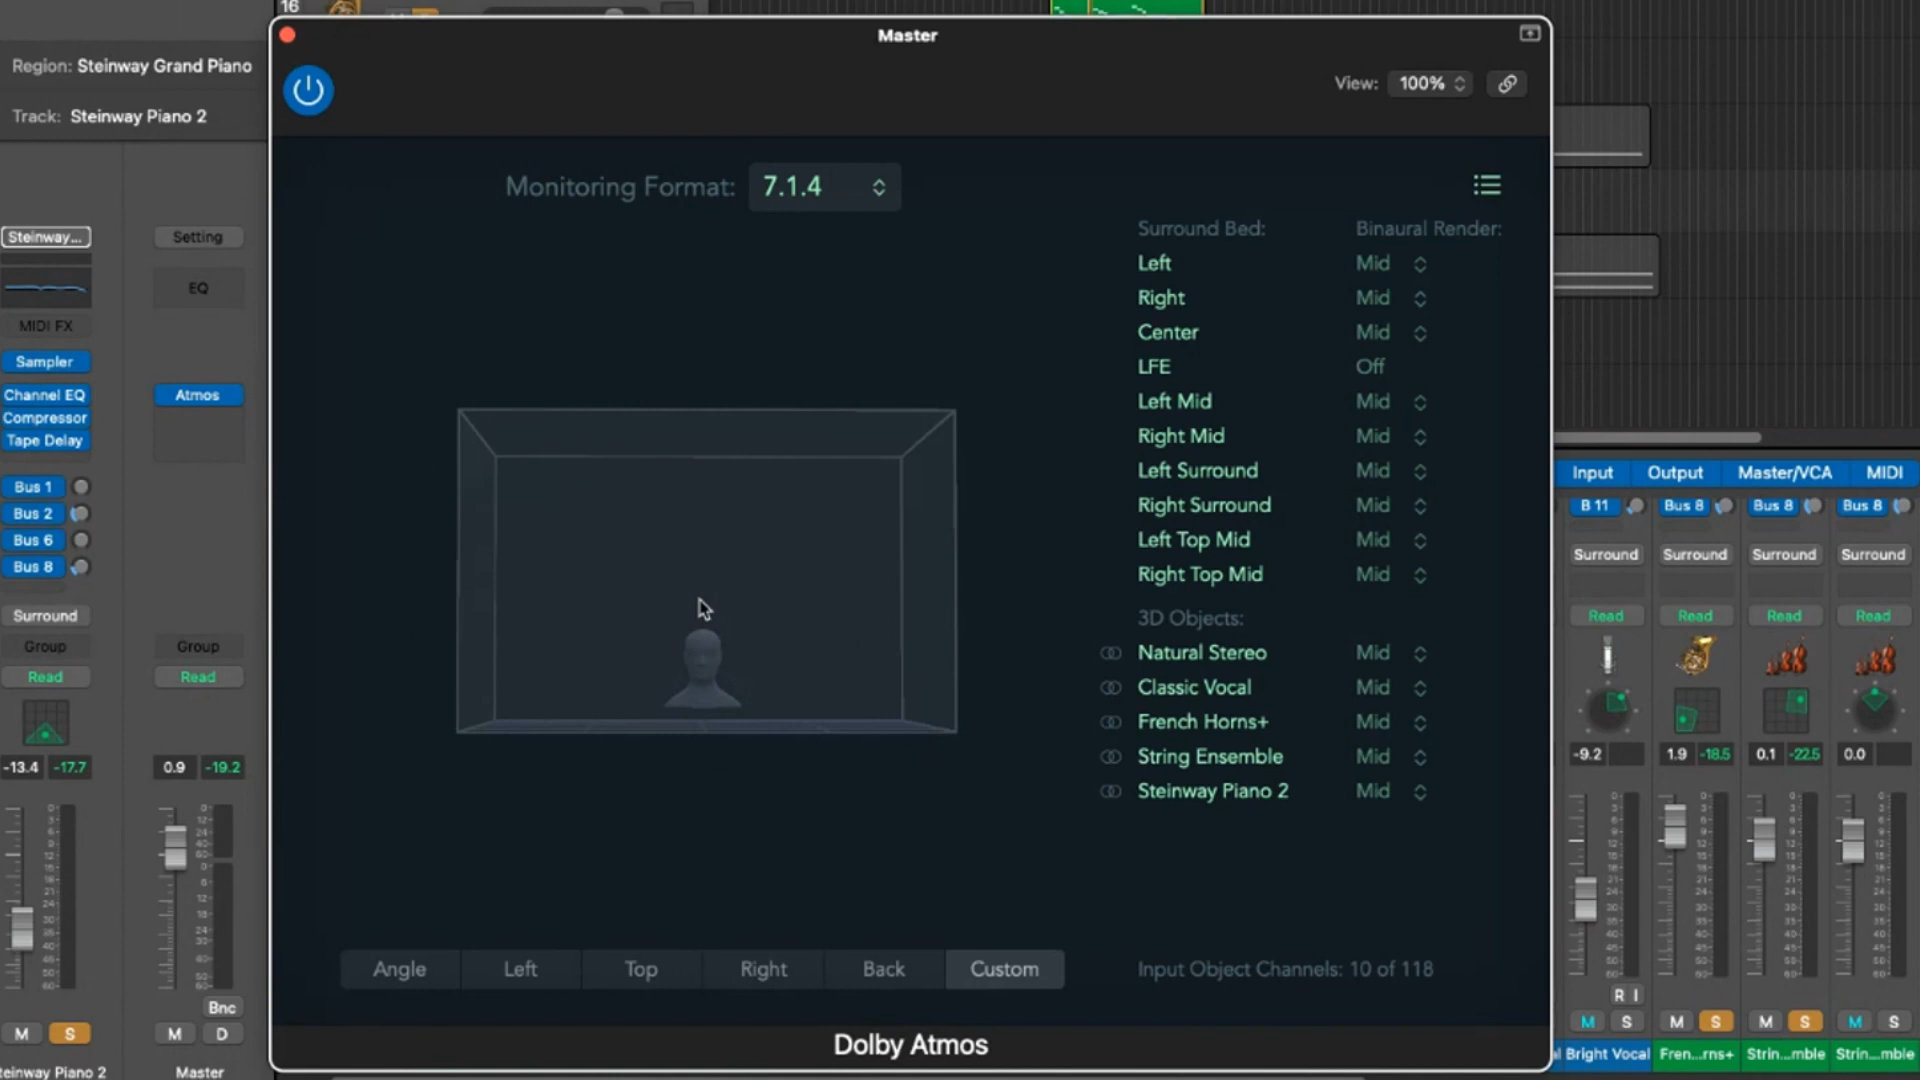 16
Master
Region: Steinway Grand Piano
View: 100%
Track: Steinway Piano 2
Monitoring Format: 7.1.4
Surround Bed: Binaural Render:
Left Mid
Right Mid
Center Mid
LFE Off
Left Mid Mid
Right Mid Mid
Left Surround Mid
Right Surround Mid
Left Top Mid Mid
Right Top Mid Mid
3D Objects:
Natural Stereo Mid
Classic Vocal Mid
French Horns+ Mid
String Ensemble Mid
Steinway Piano 2 Mid
Angle Left Top Right Back Custom
Input Object Channels: 10 of 118
Dolby Atmos
Steinway... Setting
EQ
MIDI FX
Sampler
Channel EQ Atmos
Compressor
Tape Delay
Bus 1
Bus 2
Bus 6
Bus 8
Surround
Group Group
Read Read
-13.4 -17.7 0.9 -19.2
Bnc
M S M D
teinway Piano 2 Master
Input Output Master/VCA MIDI
B 11 Bus 8 Bus 8 Bus 8
Surround Surround Surround Surround
Read Read Read Read
-9.2 1.9 -18.5 0.1 -22.5 0.0
R I
M S M S M S M S
l Bright Vocal Fren...rns+ Strin...mble Strin...mble